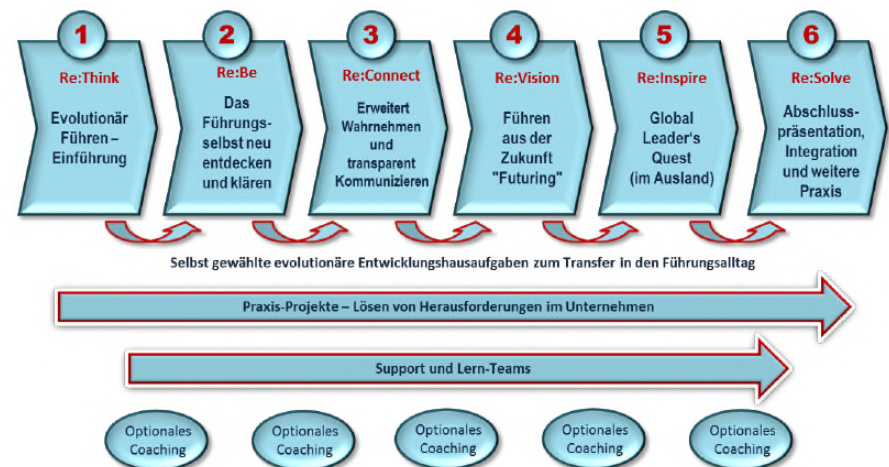 1
Re:Think
Evolutionär
Führen –
Einführung
2
Re:Be
Das
Führungs-
selbst neu
entdecken
und klären
3
Re:Connect
Erweitert
Wahrnehmen
und
transparent
Kommunizieren
4
Re:Vision
Führen
aus der
Zukunft
"Futuring"
5
Re:Inspire
Global
Leader's
Quest
(im Ausland)
6
Re:Solve
Abschluss-
präsentation,
Integration
und weitere
Praxis
Selbst gewählte evolutionäre Entwicklungshausaufgaben zum Transfer in den Führungsalltag
Praxis-Projekte – Lösen von Herausforderungen im Unternehmen
Support und Lern-Teams
Optionales
Coaching
Optionales
Coaching
Optionales
Coaching
Optionales
Coaching
Optionales
Coaching